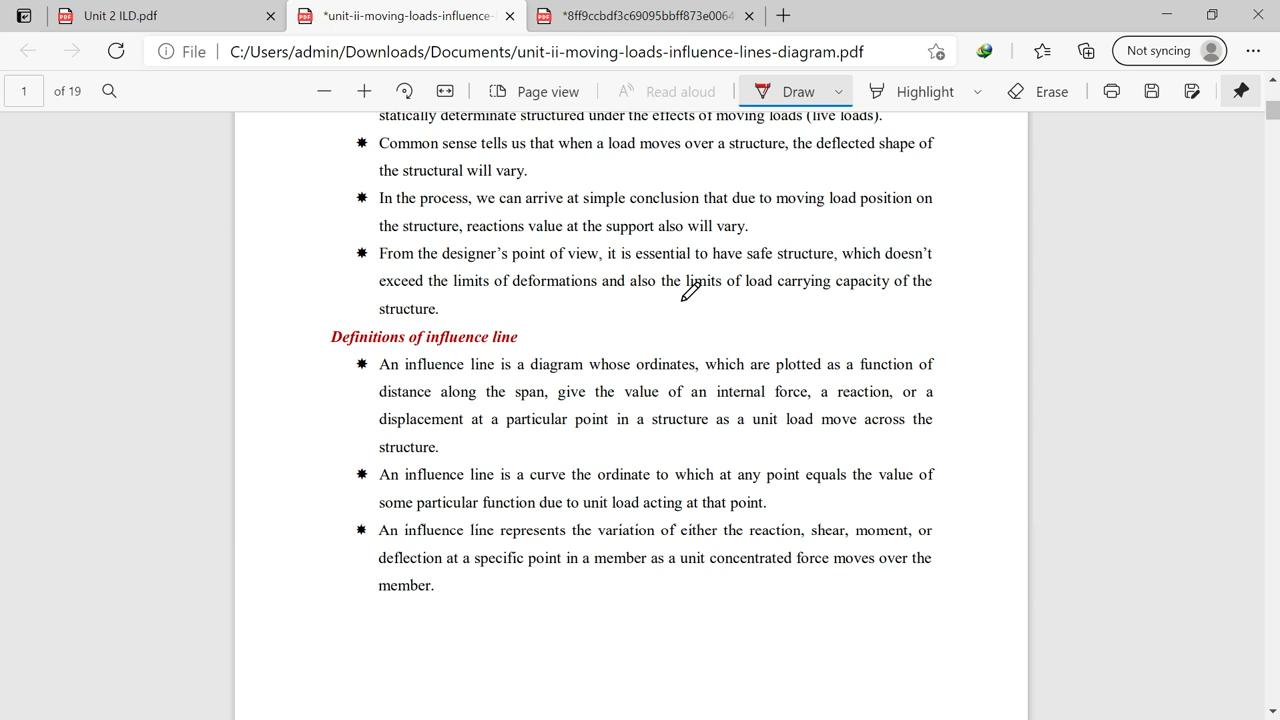 Unit 2 ILD.pdf
*unit-ii-moving-loads-influence-
*8ff9ccbdf3c69095bbff873e0064
File
C:/Users/admin/Downloads/Documents/unit-ii-moving-loads-influence-lines-diagram.pdf
Not syncing
1 of 19
Page view
Read aloud
Draw
Highlight
Erase
statically determinate structured under the effects of moving loads (live loads).
Common sense tells us that when a load moves over a structure, the deflected shape of
the structural will vary.
In the process, we can arrive at simple conclusion that due to moving load position on
the structure, reactions value at the support also will vary.
From the designer's point of view, it is essential to have safe structure, which doesn't
exceed the limits of deformations and also the limits of load carrying capacity of the
structure.
Definitions of influence line
An influence line is a diagram whose ordinates, which are plotted as a function of
distance along the span, give the value of an internal force, a reaction, or a
displacement at a particular point in a structure as a unit load move across the
structure.
An influence line is a curve the ordinate to which at any point equals the value of
some particular function due to unit load acting at that point.
An influence line represents the variation of either the reaction, shear, moment, or
deflection at a specific point in a member as a unit concentrated force moves over the
member.